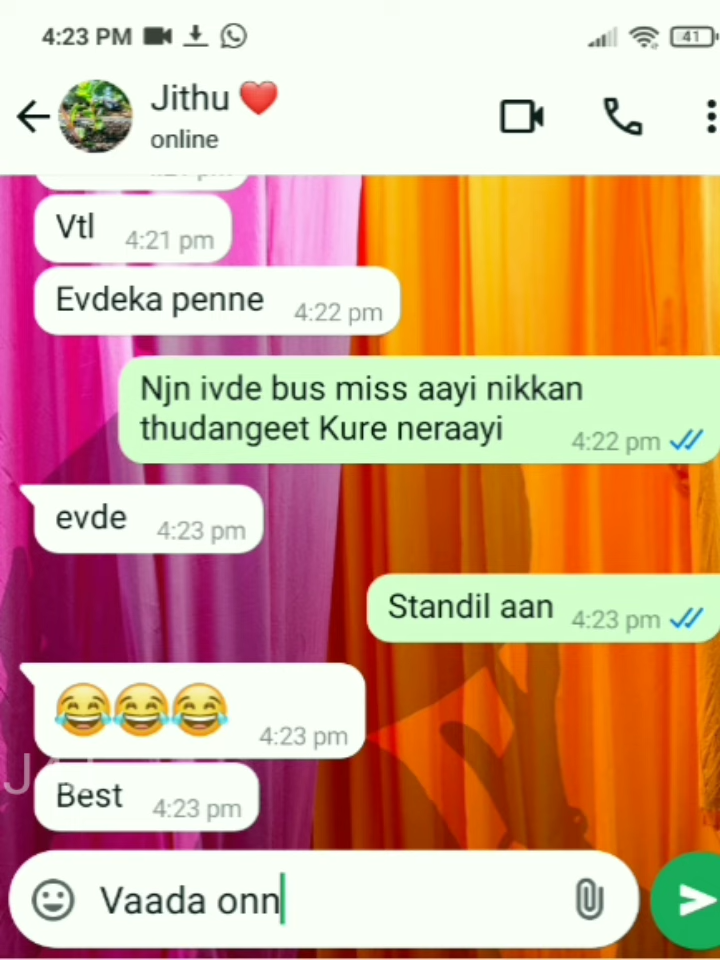 4:23 PM
41
Jithu ❤️
online
Vtl 4:21 pm
Evdeka penne 4:22 pm
Njn ivde bus miss aayi nikkan
thudangeet Kure neraayi 4:22 pm
evde 4:23 pm
Standil aan 4:23 pm
😂😂😂 4:23 pm
Best 4:23 pm
Vaada onn